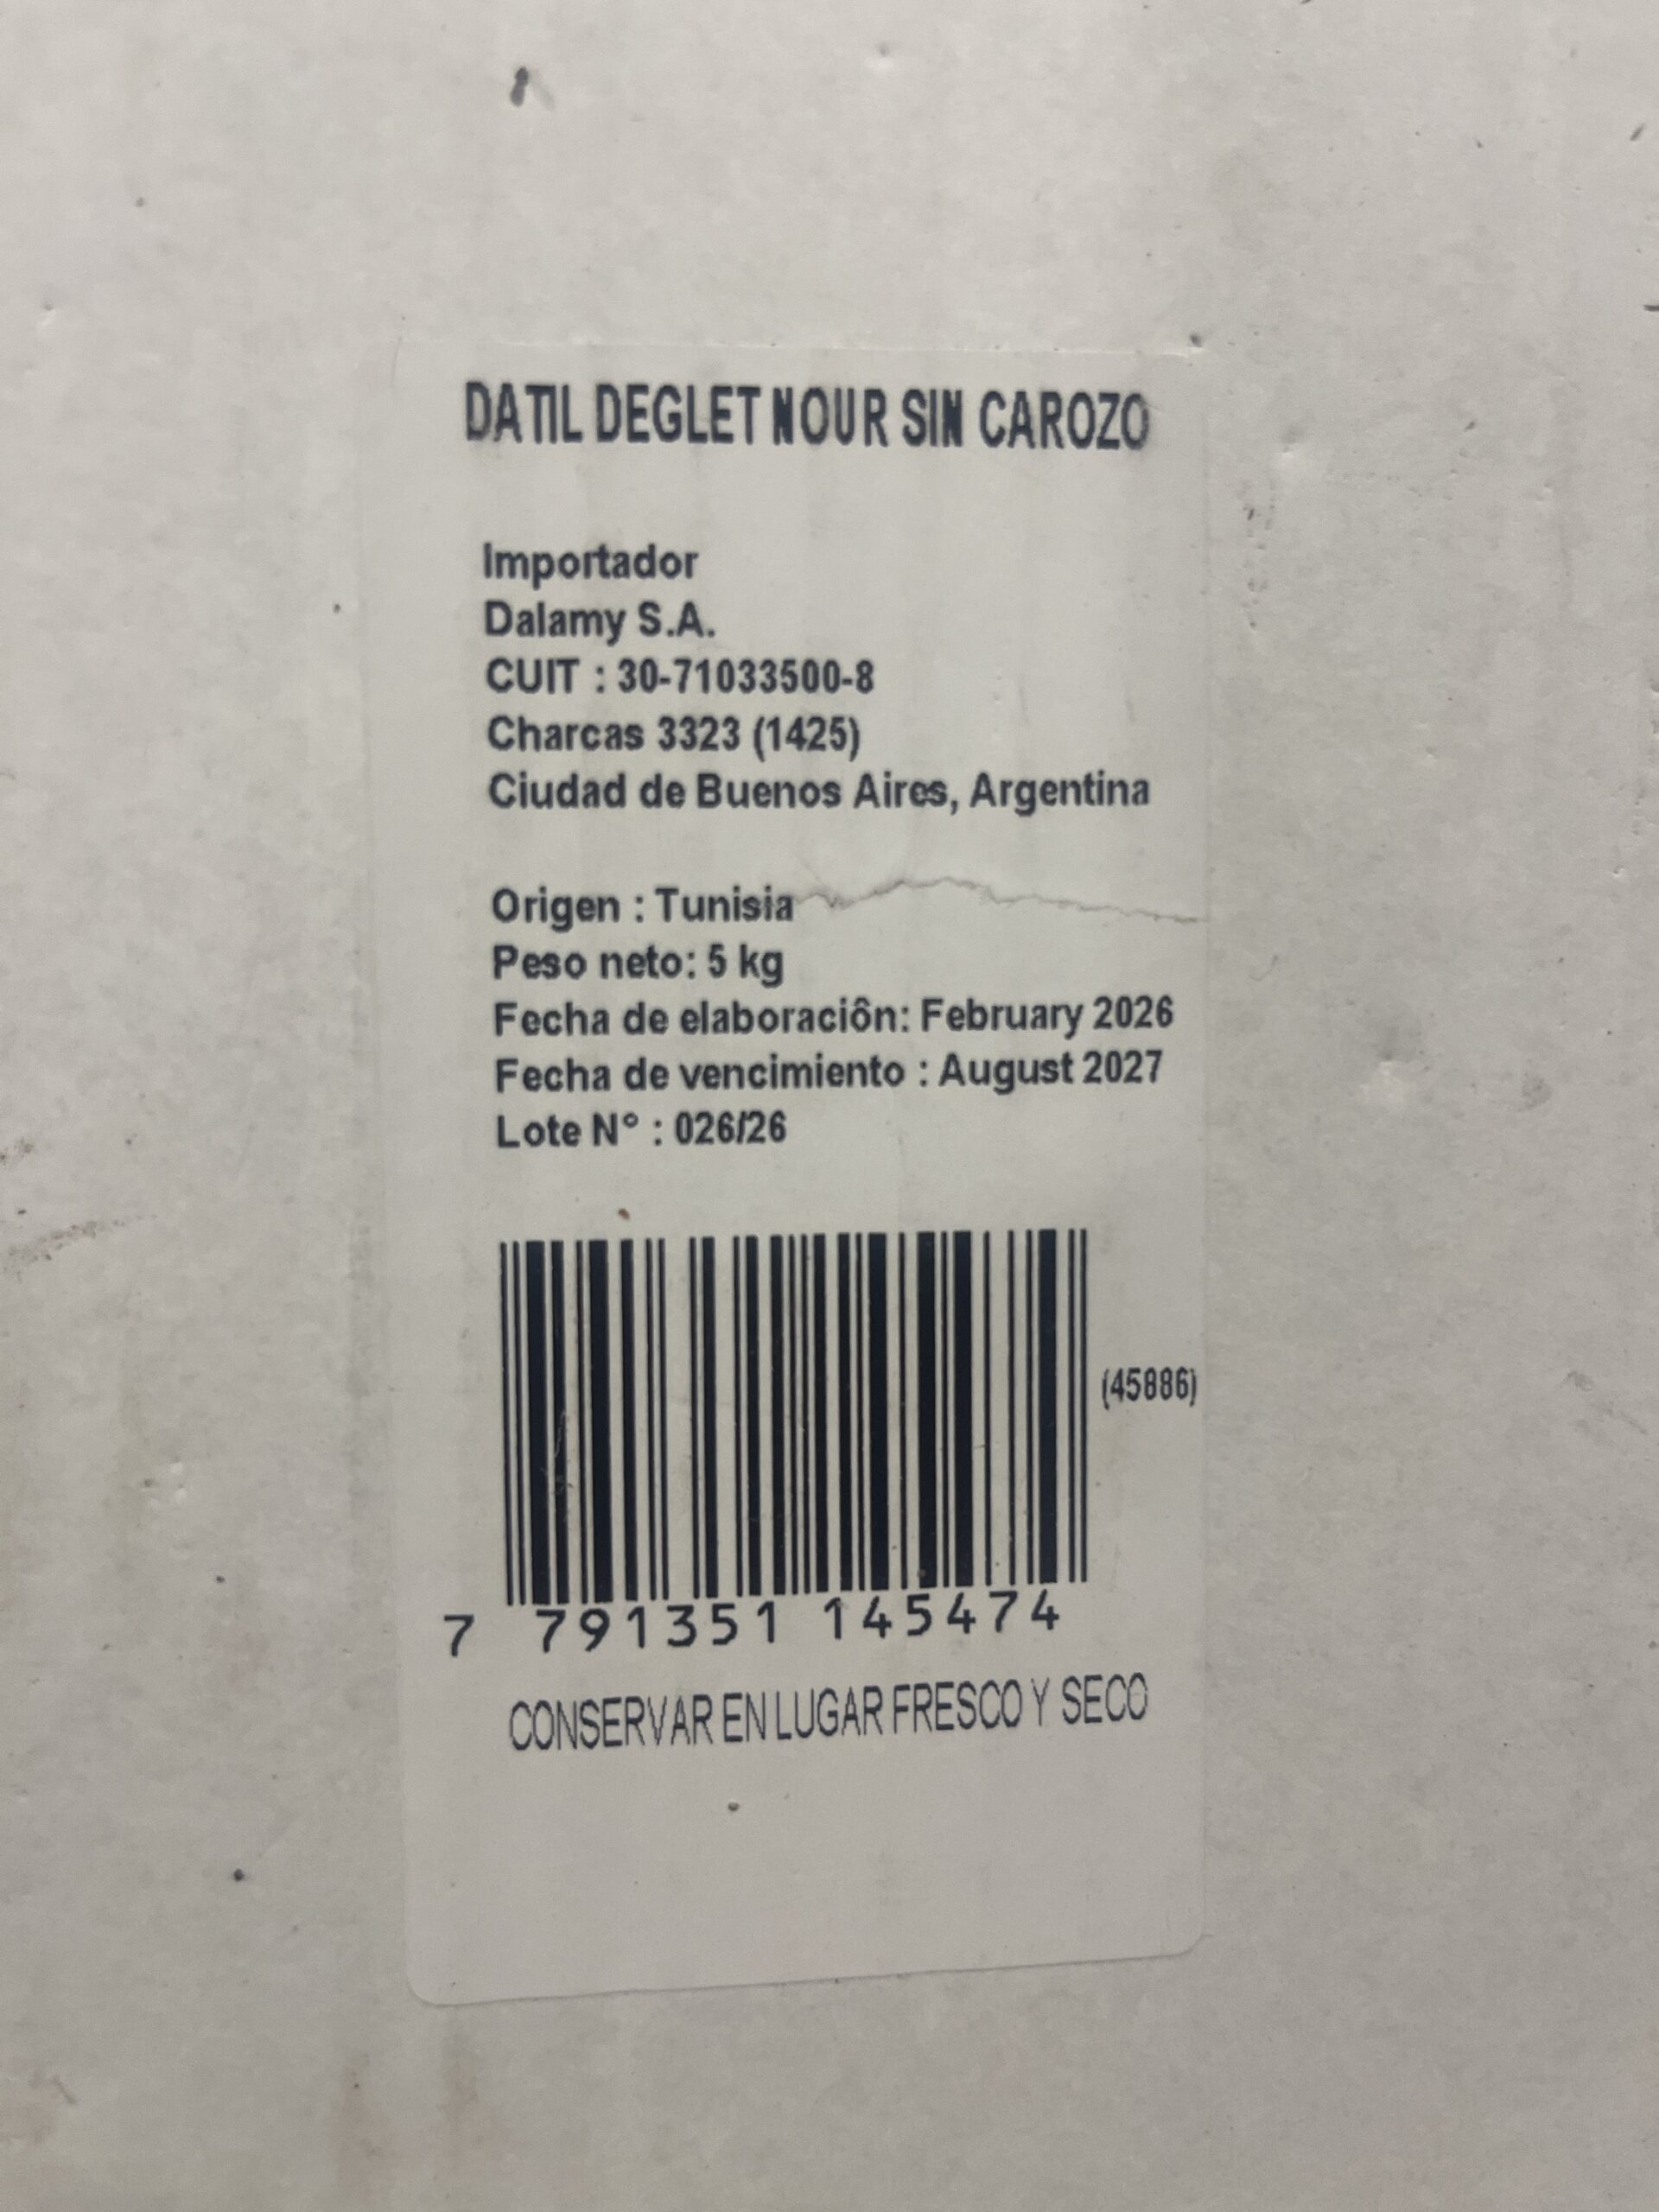 DATIL DEGLET NOUR SIN CAROZO
Importador
Dalamy S.A.
CUIT : 30-71033500-8
Charcas 3323 (1425)
Ciudad de Buenos Aires, Argentina
Origen : Tunisia
Peso neto: 5 kg
Fecha de elaboraciôn: February 2026
Fecha de vencimiento : August 2027
Lote N° : 026/26
(45886)
7 791351 145474
CONSERVAR EN LUGAR FRESCO Y SECO